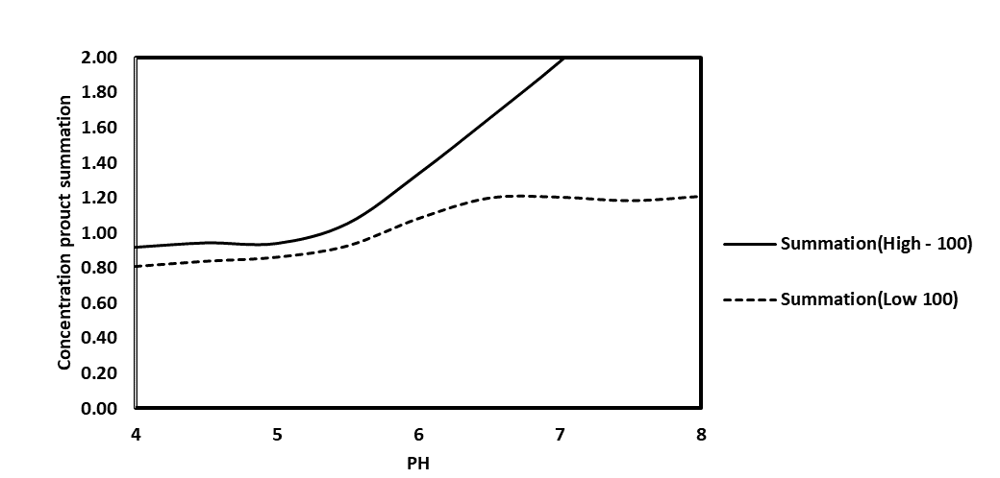 Concentration prouct summation
2.00
1.80
1.60
1.40
1.20
1.00
0.80
0.60
0.40
0.20
0.00
4 5 6 7 8
PH
Summation(High - 100)
Summation(Low 100)